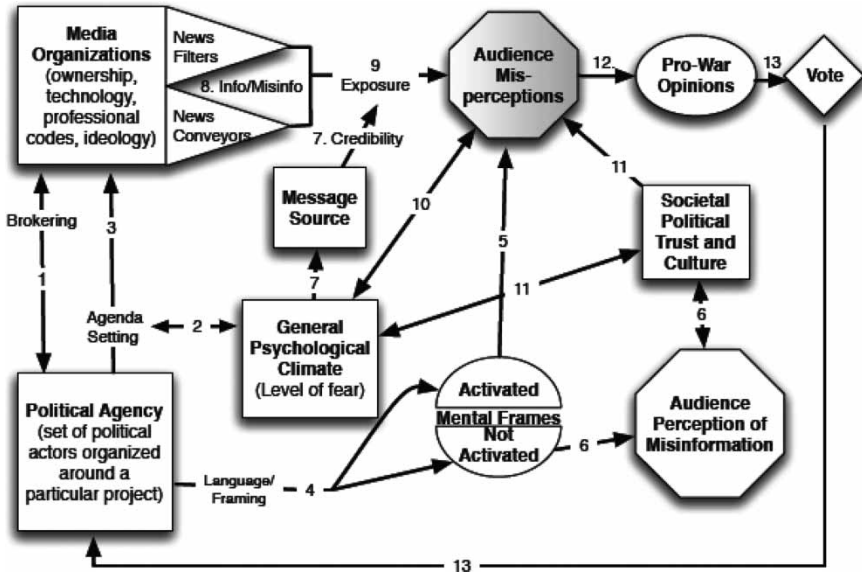 Media
Organizations
(ownership,
technology,
professional
codes, ideology)
News
Filters
8. Info/Misinfo
News
Conveyors
9
Exposure
7. Credibility
Audience
Mis-
perceptions
12.
Pro-War
Opinions
13
Vote
Message
Source
7
10
5
11
Societal
Political
Trust and
Culture
11
6
Brokering
1
3
Agenda
Setting
2
General
Psychological
Climate
(Level of fear)
Political Agency
(set of political
actors organized
around a
particular project)
Language/
Framing
4
Activated
Mental Frames
Not
Activated
6
Audience
Perception of
Misinformation
13